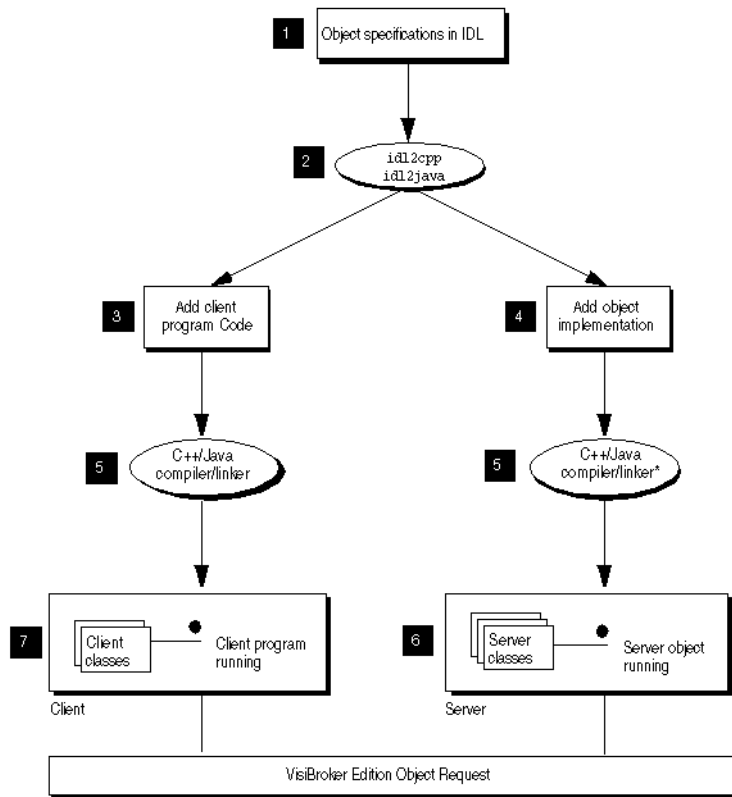 1
Object specifications in IDL
2
idl2cpp
idl2java
3
Add client
program Code
4
Add object
implementation
5
C++/Java
compiler/linker
5
C++/Java
compiler/linker*
7
Client
classes
Client program
running
Client
6
Server
classes
Server object
running
Server
VisiBroker Edition Object Request